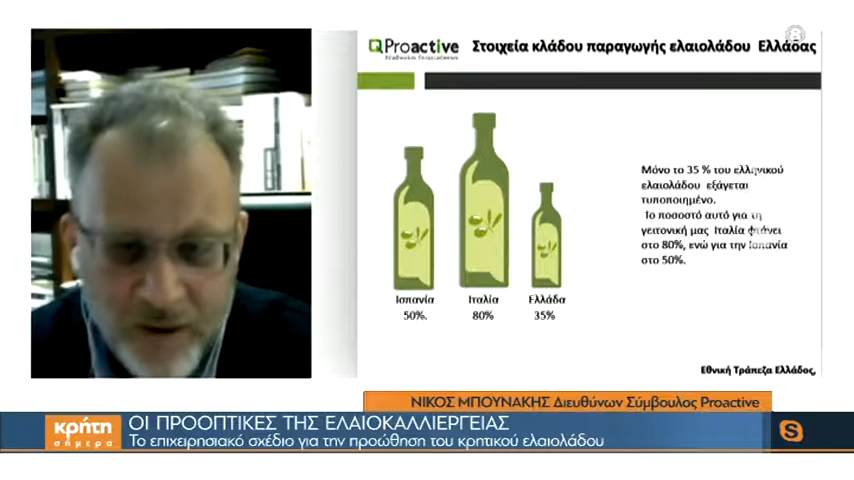 Proactive
Στοιχεία κλάδου παραγωγής ελαιολάδου Ελλάδας
Μόνο το 35 % του ελληνικού
ελαιολάδου εξάγεται
τυποποιημένο.
Το ποσοστό αυτό για τη
γειτονική μας Ιταλία φτάνει
στο 80%, ενώ για την Ισπανία
στο 50%.
Ισπανία Ιταλία Ελλάδα
50%. 80% 35%
Εθνική Τράπεζα Ελλάδος,
ΝΙΚΟΣ ΜΠΟΥΝΑΚΗΣ Διευθύνων Σύμβουλος Proactive
κρήτη
σήμερα
ΟΙ ΠΡΟΟΠΤΙΚΕΣ ΤΗΣ ΕΛΑΙΟΚΑΛΛΙΕΡΓΕΙΑΣ
Το επιχειρησιακό σχέδιο για την προώθηση του κρητικού ελαιολάδου